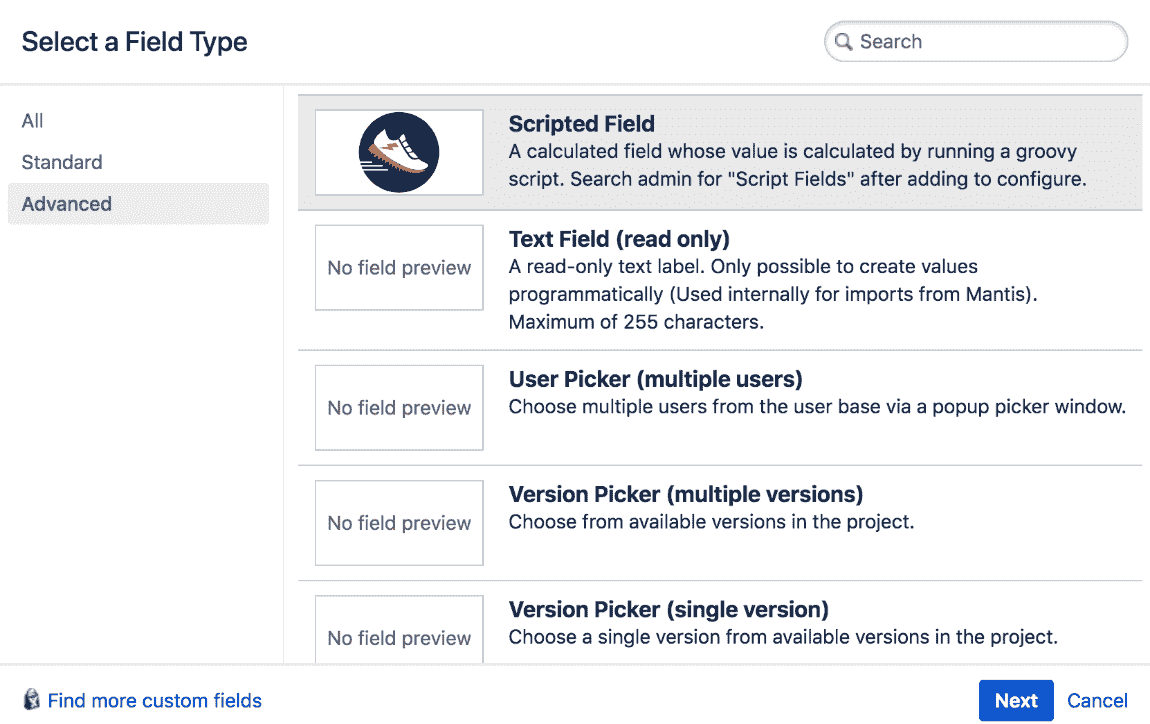 Select a Field Type
Search
All
Standard
Advanced
Scripted Field
A calculated field whose value is calculated by running a groovy
script. Search admin for "Script Fields" after adding to configure.
No field preview
Text Field (read only)
A read-only text label. Only possible to create values
programmatically (Used internally for imports from Mantis).
Maximum of 255 characters.
No field preview
User Picker (multiple users)
Choose multiple users from the user base via a popup picker window.
No field preview
Version Picker (multiple versions)
Choose from available versions in the project.
No field preview
Version Picker (single version)
Choose a single version from available versions in the project.
Find more custom fields
Next
Cancel